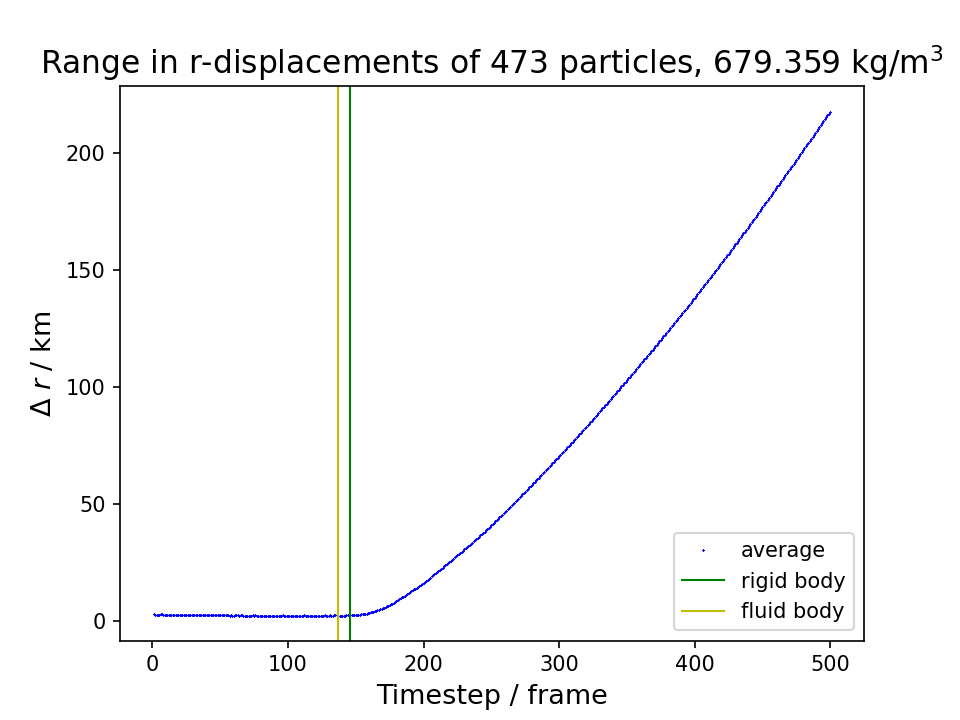 Range in r-displacements of 473 particles, 679.359 kg/m³
200
150
100
50
0
Δ r / km
0 100 200 300 400 500
Timestep / frame
average
rigid body
fluid body